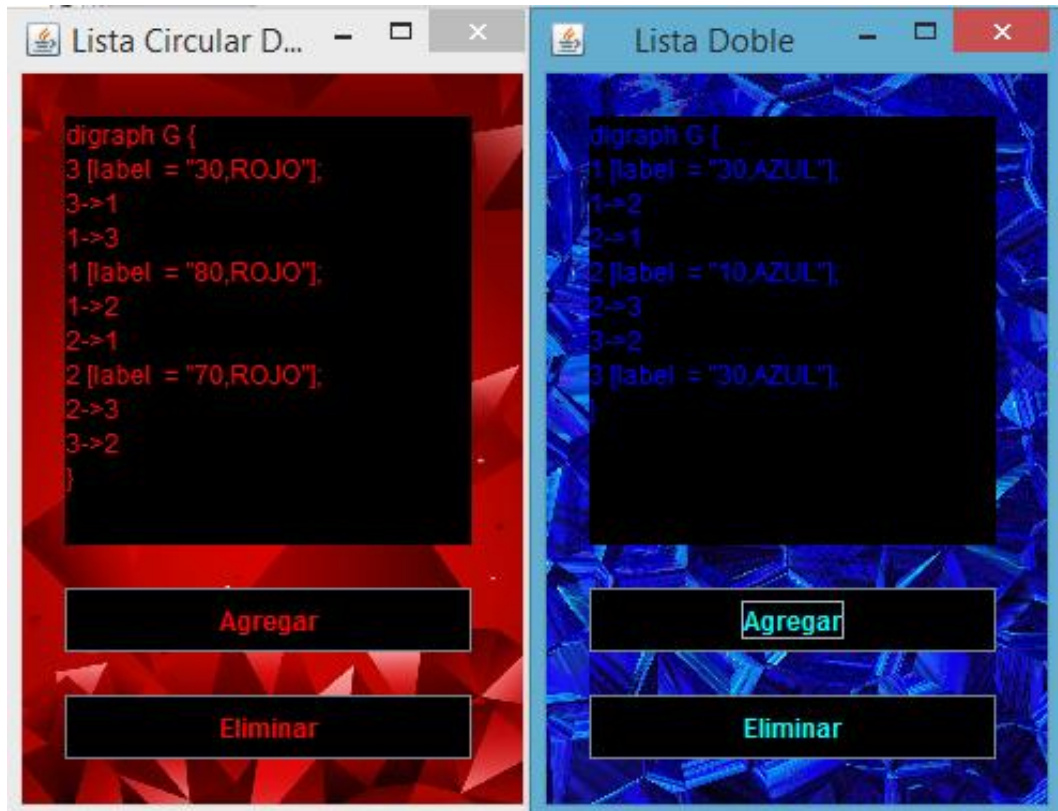 Lista Circular D...
digraph G {
3 [label = "30,ROJO"];
3->1
1->3
1 [label = "80,ROJO"];
1->2
2->1
2 [label = "70,ROJO"];
2->3
3->2
}
Agregar
Eliminar
Lista Doble
digraph G {
1 [label = "30,AZUL"];
1->2
2->1
2 [label = "10,AZUL"];
2->3
3->2
3 [label = "30,AZUL"];
}
Agregar
Eliminar